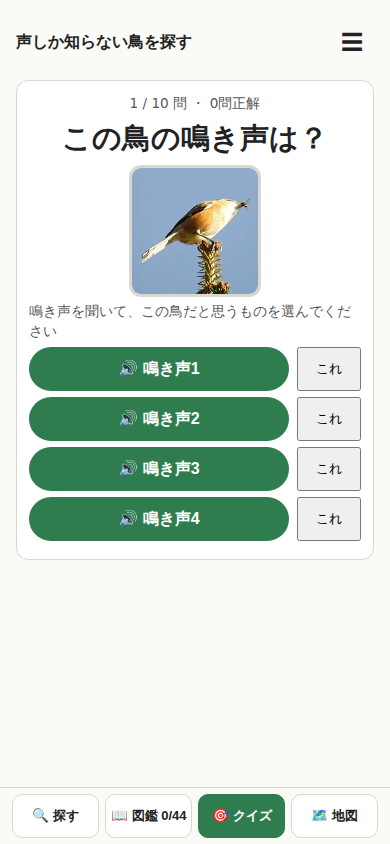 声しか知らない鳥を探す
1 / 10 問 ・ 0問正解
この鳥の鳴き声は？
鳴き声を聞いて、この鳥だと思うものを選んでくだ
さい
鳴き声1
これ
鳴き声2
これ
鳴き声3
これ
鳴き声4
これ
探す
図鑑 0/44
クイズ
地図